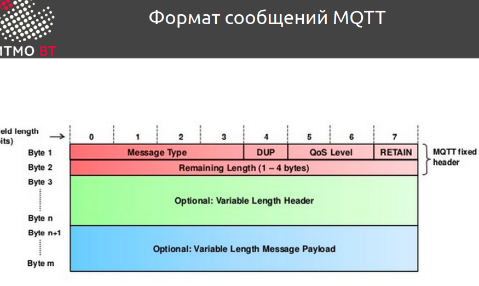 Формат сообщений MQTT
ИТМО ВТ
eld length
its)
0 1 2 3 4 5 6 7
Byte 1 Message Type DUP QoS Level RETAIN MQTT fixed
header
Byte 2 Remaining Length (1 – 4 bytes)
Byte 3
Optional: Variable Length Header
Byte n
Byte n+1
Optional: Variable Length Message Payload
Byte m